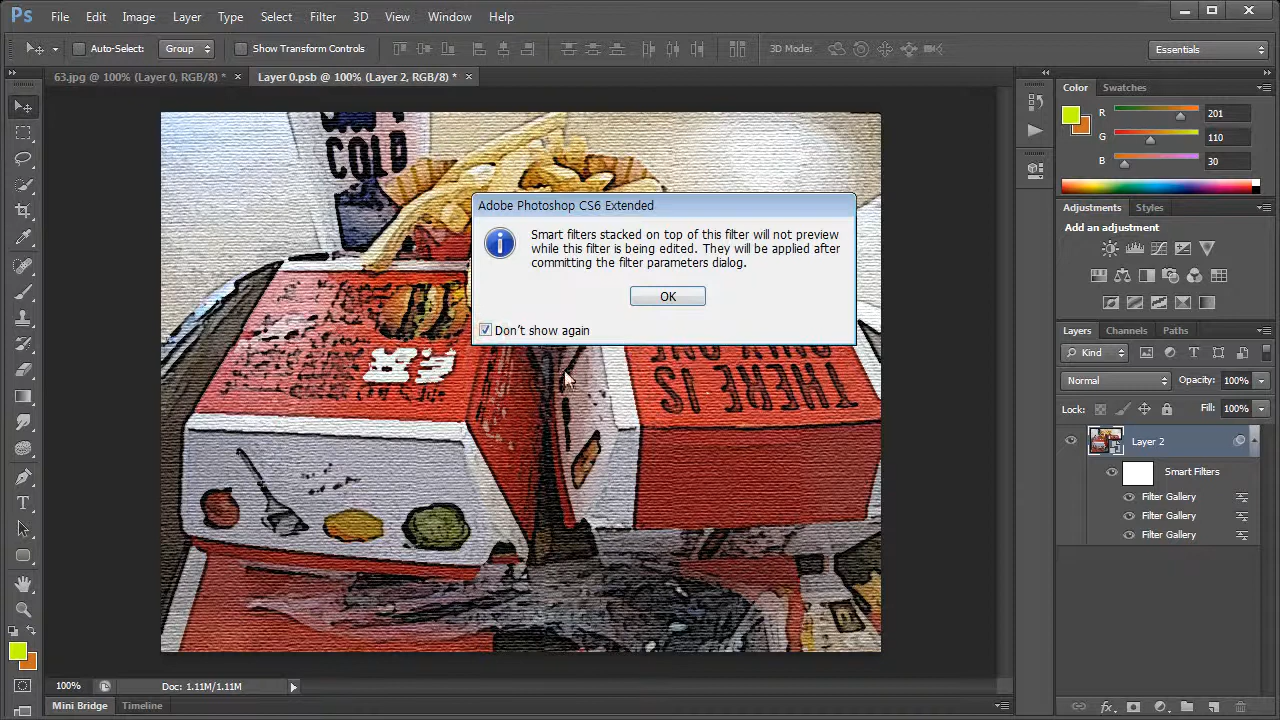 Ps File Edit Image Layer Type Select Filter 3D View Window Help
Auto-Select: Group Show Transform Controls 3D Mode: Essentials
63.jpg @ 100% (Layer 0, RGB/8) * × Layer 0.psb @ 100% (Layer 2, RGB/8) * ×
Color Swatches
R 201
G 110
B 30
Adjustments Styles
Add an adjustment
Layers Channels Paths
Kind
Normal Opacity: 100%
Lock: Fill: 100%
Layer 2
Smart Filters
Filter Gallery
Filter Gallery
Filter Gallery
COLD
Adobe Photoshop CS6 Extended
Smart filters stacked on top of this filter will not preview
while this filter is being edited. They will be applied after
committing the filter parameters dialog.
OK
Don't show again
THERE IS
100% Doc: 1.11M/1.11M
Mini Bridge Timeline